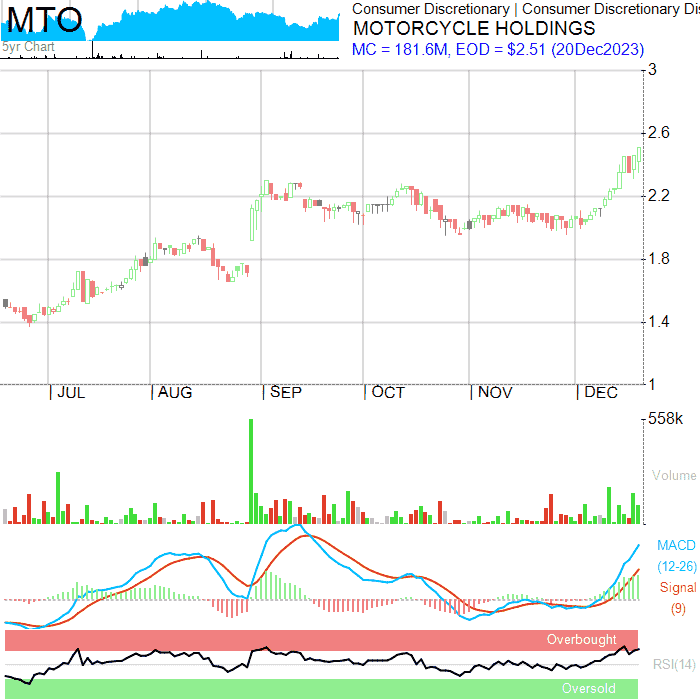 MTO
5yr Chart
Consumer Discretionary | Consumer Discretionary Dis
MOTORCYCLE HOLDINGS
MC = 181.6M, EOD = $2.51 (20Dec2023)
3
2.6
2.2
1.8
1.4
1
JUL
AUG
SEP
OCT
NOV
DEC
558k
Volume
MACD
(12-26)
Signal
(9)
Overbought
RSI(14)
Oversold